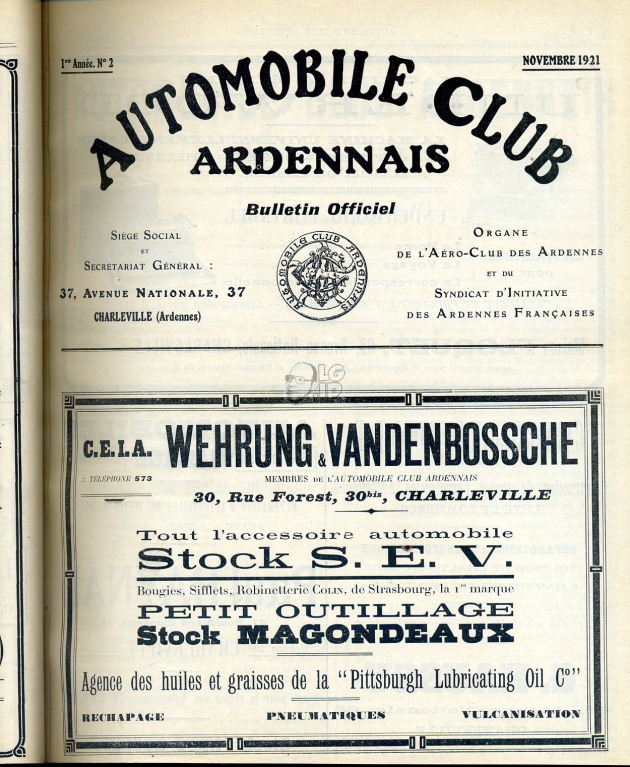 1re Année. N° 2
NOVEMBRE 1921
AUTOMOBILE CLUB
ARDENNAIS
Bulletin Officiel
SIÈGE SOCIAL
ET
SECRÉTARIAT GÉNÉRAL :
37, AVENUE NATIONALE, 37
CHARLEVILLE (Ardennes)
AUTOMOBILE CLUB ARDENNAIS
ORGANE
DE L'AÉRO-CLUB DES ARDENNES
ET DU
SYNDICAT D'INITIATIVE
DES ARDENNES FRANÇAISES
C.E.I.A. WEHRUNG & VANDENBOSSCHE
:: TÉLÉPHONE 573
MEMBRES DE L'AUTOMOBILE CLUB ARDENNAIS
30, Rue Forest, 30bis, CHARLEVILLE
Tout l'accessoire automobile
Stock S. E. V.
Bougies, Sifflets, Robinetterie COLIN, de Strasbourg, la 1re marque
PETIT OUTILLAGE
Stock MAGONDEAUX
Agence des huiles et graisses de la "Pittsburgh Lubricating Oil Co"
RECHAPAGE PNEUMATIQUES VULCANISATION